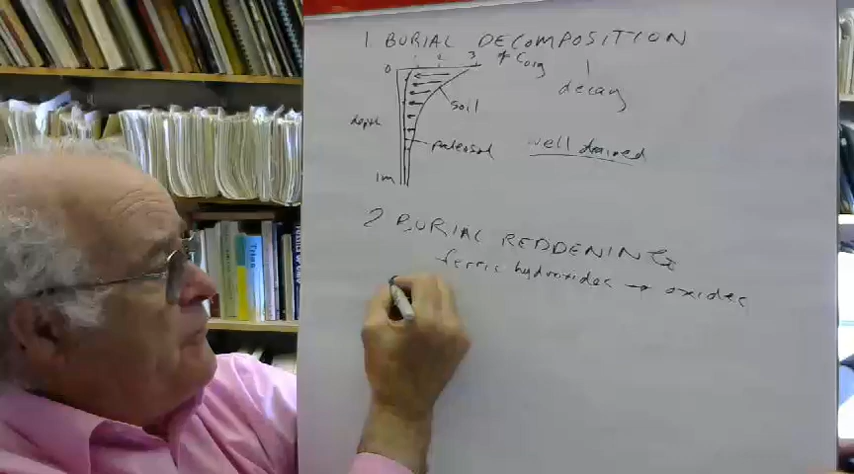 1. BURIAL DECOMPOSITION
1 2 3 % Corg
0
decay
soil
depth
paleosol
well drained
1m
2 BURIAL REDDENING
ferric hydroxides → oxides
Tribes